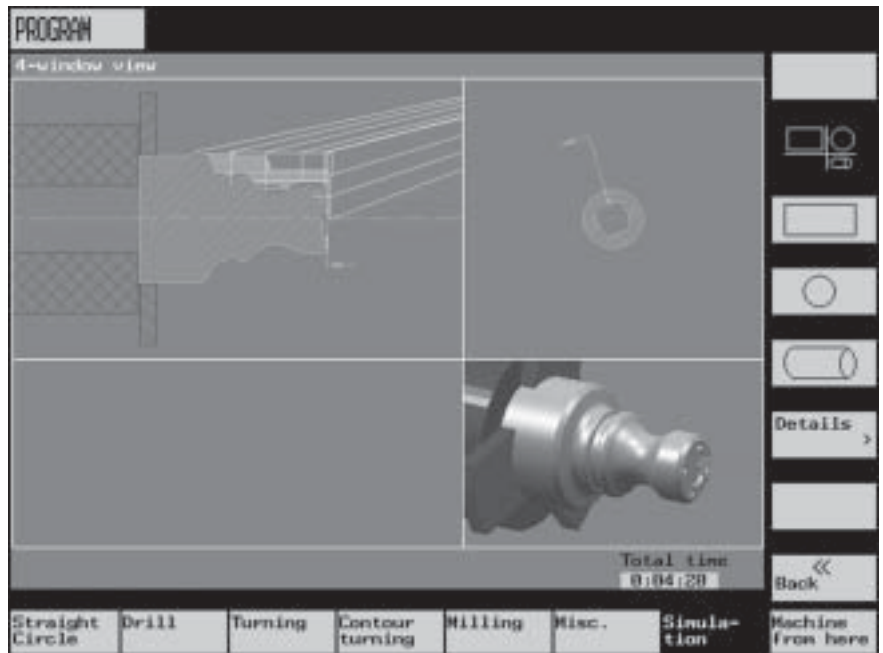 PROGRAM
4-window view
Details >
Total time
0:04:28
« Back
Straight Circle
Drill
Turning
Contour turning
Milling
Misc.
Simula- tion
Machine from here